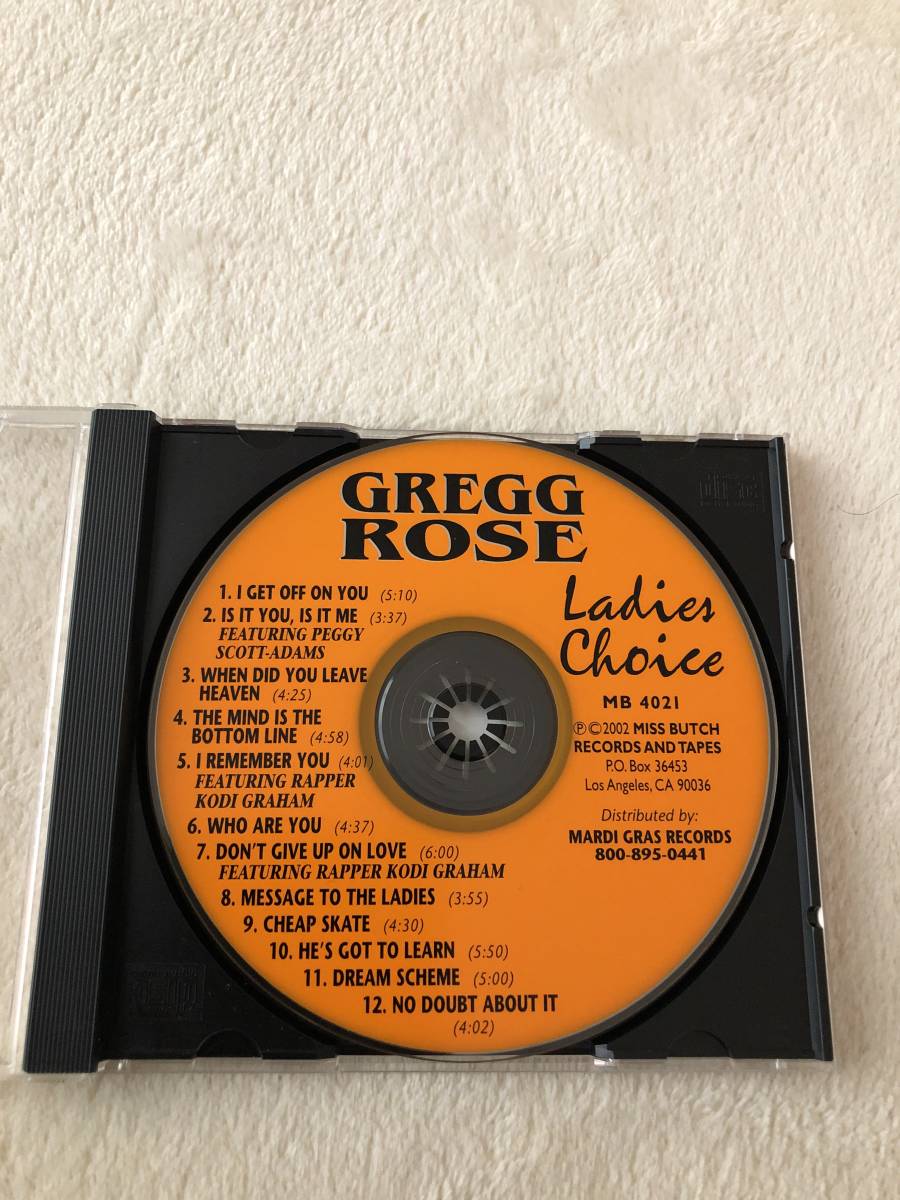 GREGG
ROSE
Ladies
Choice
1. I GET OFF ON YOU (5:10)
2. IS IT YOU, IS IT ME (3:37)
FEATURING PEGGY
SCOTT-ADAMS
3. WHEN DID YOU LEAVE
HEAVEN (4:25)
4. THE MIND IS THE
BOTTOM LINE (4:58)
5. I REMEMBER YOU (4:01)
FEATURING RAPPER
KODI GRAHAM
6. WHO ARE YOU (4:37)
7. DON'T GIVE UP ON LOVE (6:00)
FEATURING RAPPER KODI GRAHAM
8. MESSAGE TO THE LADIES (3:55)
9. CHEAP SKATE (4:30)
10. HE'S GOT TO LEARN (5:50)
11. DREAM SCHEME (5:00)
12. NO DOUBT ABOUT IT
(4:02)
MB 4021
℗©2002 MISS BUTCH
RECORDS AND TAPES
P.O. Box 36453
Los Angeles, CA 90036
Distributed by:
MARDI GRAS RECORDS
800-895-0441